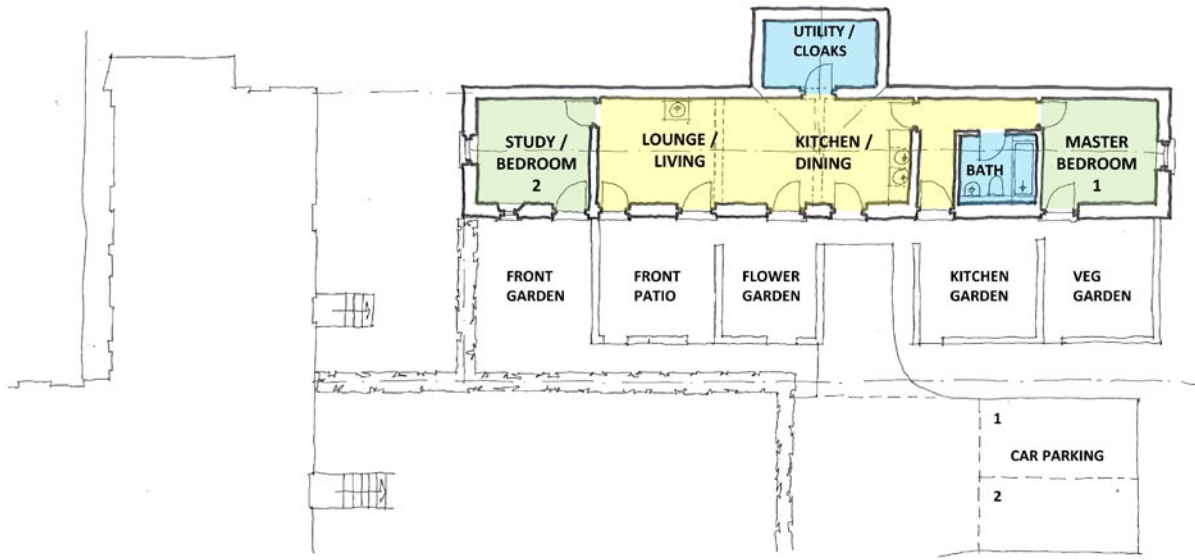 UTILITY /
CLOAKS
STUDY /
BEDROOM
2
LOUNGE /
LIVING
KITCHEN /
DINING
BATH
MASTER
BEDROOM
1
FRONT
GARDEN
FRONT
PATIO
FLOWER
GARDEN
KITCHEN
GARDEN
VEG
GARDEN
1
CAR PARKING
2